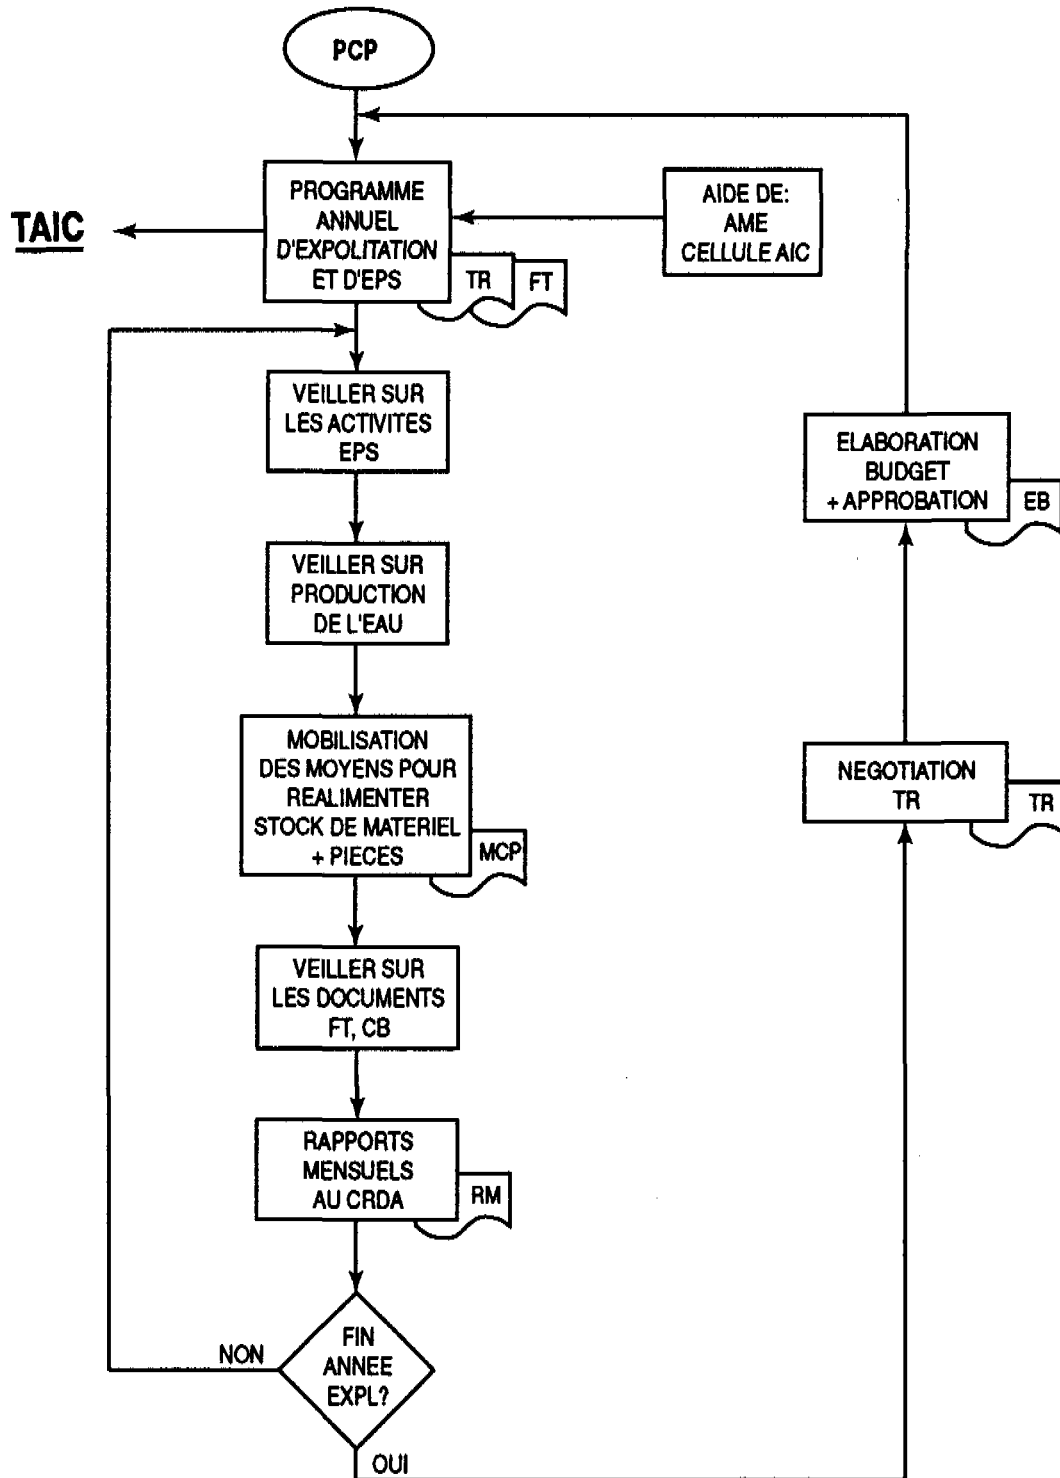 PCP
PROGRAMME
ANNUEL
D'EXPOLITATION
ET D'EPS
TR
FT
TAIC
AIDE DE:
AME
CELLULE AIC
VEILLER SUR
LES ACTIVITES
EPS
ELABORATION
BUDGET
+ APPROBATION
EB
VEILLER SUR
PRODUCTION
DE L'EAU
MOBILISATION
DES MOYENS POUR
REALIMENTER
STOCK DE MATERIEL
+ PIECES
MCP
NEGOTIATION
TR
TR
VEILLER SUR
LES DOCUMENTS
FT, CB
RAPPORTS
MENSUELS
AU CRDA
RM
FIN
ANNEE
EXPL?
NON
OUI